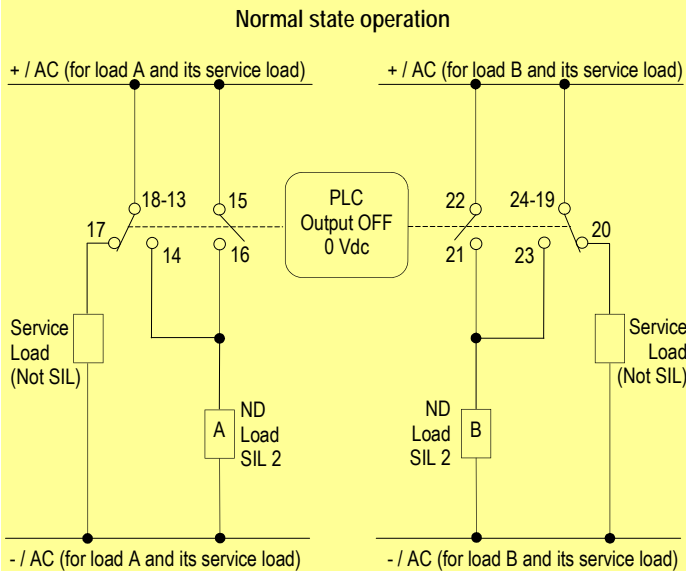 Normal state operation
+ / AC (for load A and its service load)
+ / AC (for load B and its service load)
18-13
15
17
14
16
PLC
Output OFF
0 Vdc
22
24-19
21
23
20
Service
Load
(Not SIL)
A
ND
Load
SIL 2
ND
Load
SIL 2
B
Service
Load
(Not SIL)
- / AC (for load A and its service load)
- / AC (for load B and its service load)